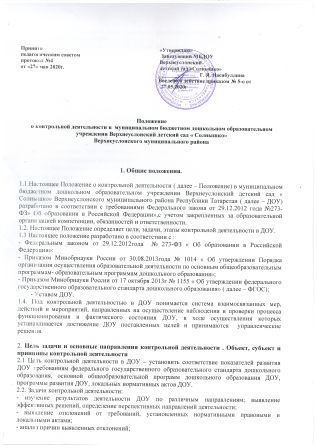 Принято
педагогическим советом
протокол №4
от «27» мая 2020г.
«Утверждаю»
Заведующий МБДОУ
Верхнеуслонский
детский сад «Солнышко»
Г. Я. Насибуллина
Введено в действие приказом № 5-о от
27.05.2020г.
Положение
о контрольной деятельности в муниципальном бюджетном дошкольном образовательном
учреждении Верхнеуслонский детский сад « Солнышко»
Верхнеуслонского муниципального района
1. Общие положения.
1.1.Настоящее Положение о контрольной деятельности ( далее – Положение) в муниципальном
бюджетном дошкольном образовательном учреждении Верхнеуслонский детский сад «
Солнышко» Верхнеуслонского муниципального района Республики Татарстан ( далее – ДОУ)
разработано в соответствии с требованиями Федерального закона от 29.12.2012 года №273-
ФЗ« Об образовании в Российской Федерации»,с учетом закрепленных за образовательной
организацией компетенции, обязанностей и ответственности.
1.2. Настоящее Положение определяет цели, задачи, этапы контрольной деятельности в ДОУ.
1.3 Настоящее положение разработано в соответствии с :
- Федеральным законом от 29.12.2012года № 273-ФЗ « Об образовании в Российской
Федерации»
- Приказом Минобрнауки России от 30.08.2013года № 1014 « Об утверждении Порядка
организации осуществления образовательной деятельности по основным общеобразовательным
программам- образовательным программам дошкольного образования»;
- Приказом Минобрнауки России от 17 октября 2013г № 1155 « Об утверждении федерального
государственного образовательного стандарта дошкольного образования» ( далее – ФГОС);
- Уставом ДОУ.
1.4. Под контрольной деятельностью в ДОУ понимается система взаимосвязанных мер,
действий и мероприятий, направленных на осуществление наблюдения и проверки процесса
функционирования и фактического состояния ДОУ, в ходе осуществления которых
устанавливается достижение ДОУ поставленных целей и принимаются управленческие
решения.
2. Цель задачи и основные направления контрольной деятельности . Объект, субъект и
принципы контрольной деятельности
2.1 Цель контрольной деятельности в ДОУ – установить соответствие показателей развития
ДОУ требованиям федерального государственного образовательного стандарта дошкольного
образования, основной общеобразовательной программе дошкольного образования ДОУ,
программы развития ДОУ, локальных нормативных актов ДОУ.
2.2. Задачи контрольной деятельности:
- изучение результатов деятельности ДОУ по различным направлениям; выявление
эффективных решений, определение перспективных направлений деятельности;
- выявление отклонений от требований, установленных нормативными правовыми и
локальными актами;
- анализ причин выявленных отклонений;